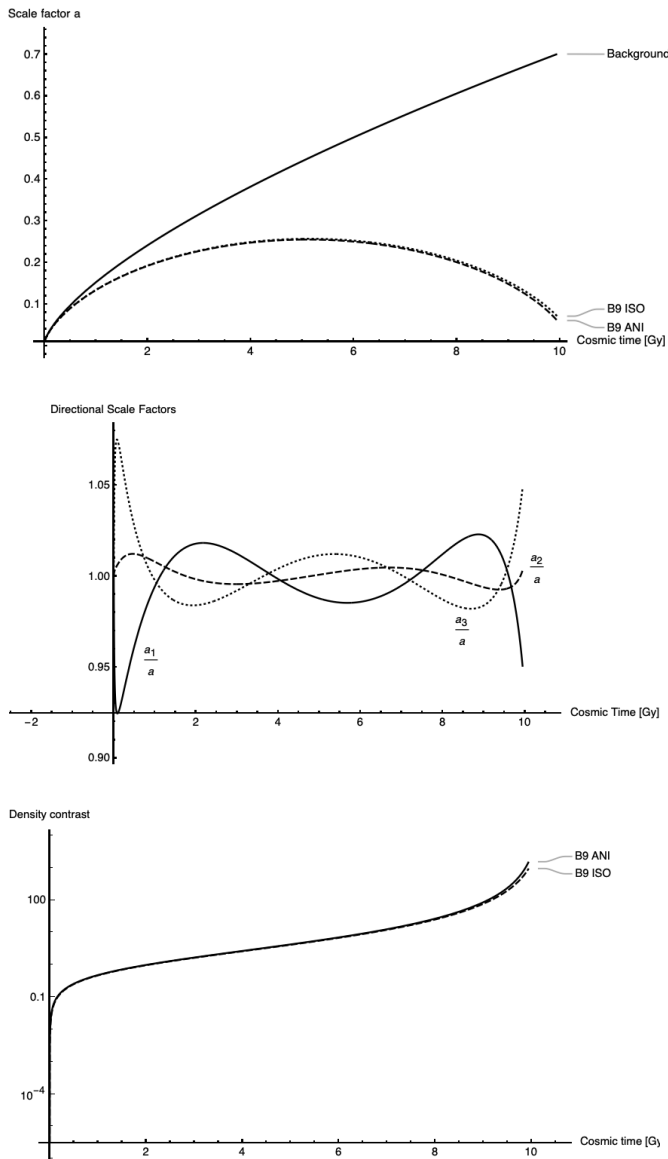 Scale factor a
0.7
Background
0.6
0.5
0.4
0.3
0.2
0.1
B9 ISO
B9 ANI
Cosmic time [Gy]
2
4
6
8
10
Directional Scale Factors
1.05
1.00
a2
a
a3
a
a1
a
0.95
Cosmic Time [Gy]
−2
2
4
6
8
10
0.90
Density contrast
B9 ANI
B9 ISO
100
0.1
10−4
Cosmic time [Gy
2
4
6
8
10